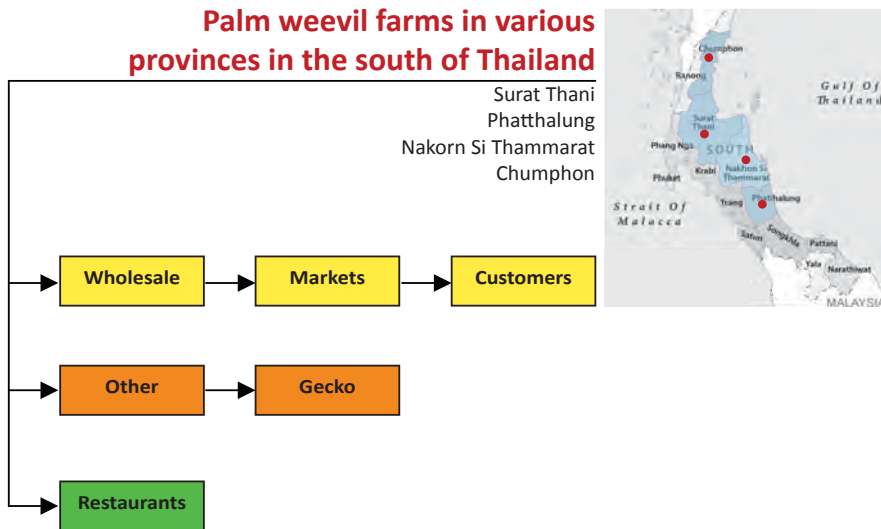 Palm weevil farms in various
provinces in the south of Thailand
Surat Thani
Phatthalung
Nakorn Si Thammarat
Chumphon
Wholesale
Markets
Customers
Other
Gecko
Restaurants
Chumphon
Ranong
Gulf Of
Thailand
Surat
Thani
Phang Nga
SOUTH
Nakhon Si
Thammarat
Krabi
Phuket
Phatthalung
Trang
Strait Of
Malacca
Songkhla
Pattani
Satun
Yala
Narathiwat
MALAYSIA